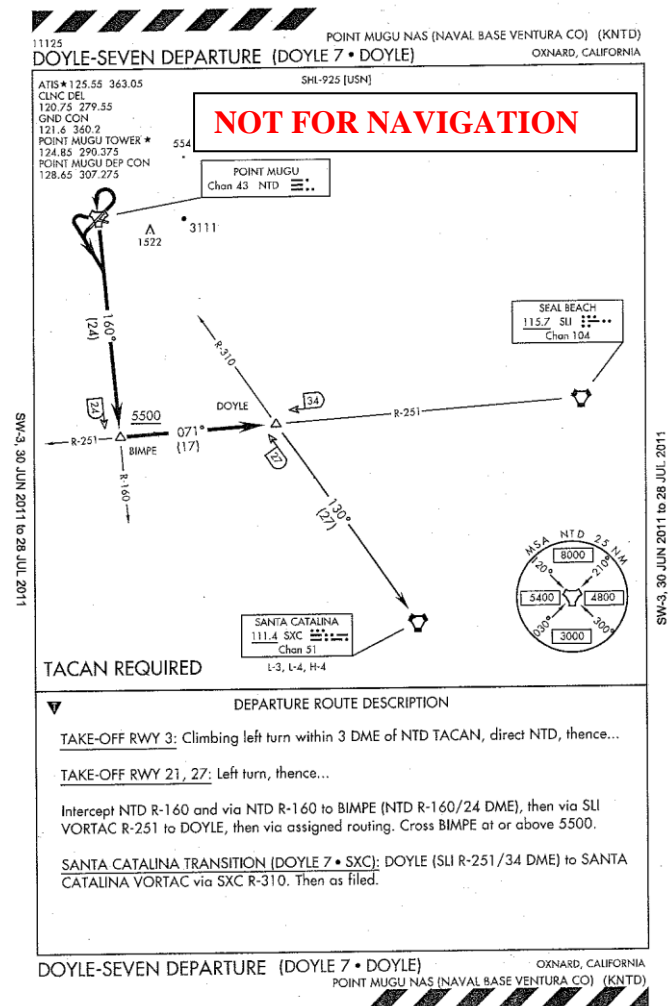 POINT MUGU NAS (NAVAL BASE VENTURA CO) (KNTD)
11125
DOYLE-SEVEN DEPARTURE (DOYLE 7 • DOYLE)
OXNARD, CALIFORNIA
SHL-925 [USN]
ATIS★125.55 363.05
CLNC DEL
120.75 279.55
GND CON
121.6 360.2
POINT MUGU TOWER ★
124.85 290.375
POINT MUGU DEP CON
128.65 307.275
NOT FOR NAVIGATION
554
POINT MUGU
Chan 43 NTD
3111
1522
160°
(24)
R-310
SEAL BEACH
115.7 SLI
Chan 104
24
5500
DOYLE
34
R-251
R-251
BIMPE
071°
(17)
27
R-160
130°
(27)
MSA NTD 25 NM
8000
120°
210°
5400
4800
030°
300°
3000
SANTA CATALINA
111.4 SXC
Chan 51
L-3, L-4, H-4
TACAN REQUIRED
SW-3, 30 JUN 2011 to 28 JUL 2011
SW-3, 30 JUN 2011 to 28 JUL 2011
T
DEPARTURE ROUTE DESCRIPTION
TAKE-OFF RWY 3: Climbing left turn within 3 DME of NTD TACAN, direct NTD, thence...
TAKE-OFF RWY 21, 27: Left turn, thence...
Intercept NTD R-160 and via NTD R-160 to BIMPE (NTD R-160/24 DME), then via SLI
VORTAC R-251 to DOYLE, then via assigned routing. Cross BIMPE at or above 5500.
SANTA CATALINA TRANSITION (DOYLE 7 • SXC): DOYLE (SLI R-251/34 DME) to SANTA
CATALINA VORTAC via SXC R-310. Then as filed.
DOYLE-SEVEN DEPARTURE (DOYLE 7 • DOYLE)
OXNARD, CALIFORNIA
POINT MUGU NAS (NAVAL BASE VENTURA CO) (KNTD)